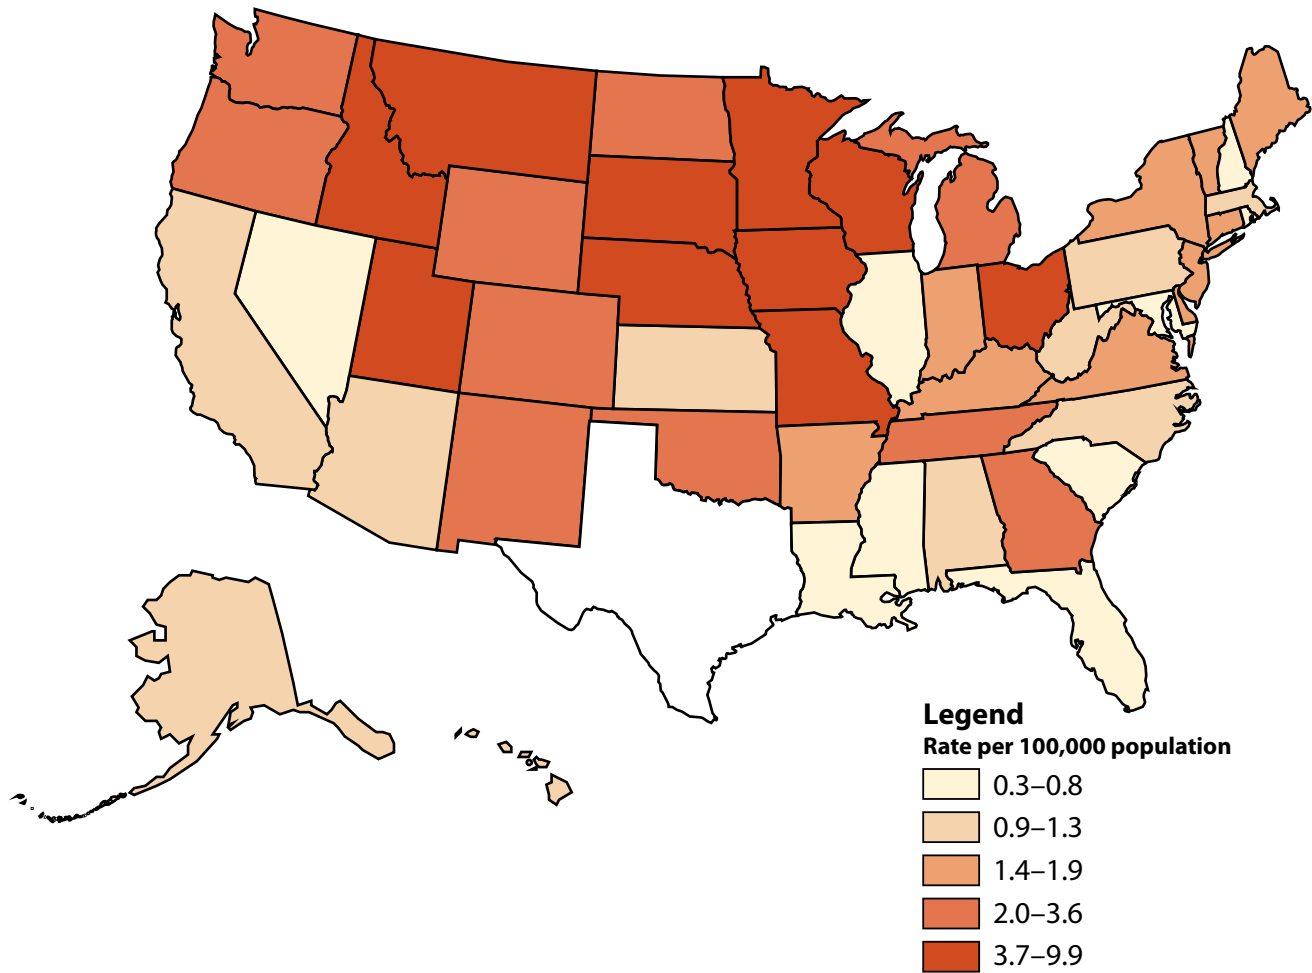 Legend
Rate per 100,000 population
0.3–0.8
0.9–1.3
1.4–1.9
2.0–3.6
3.7–9.9